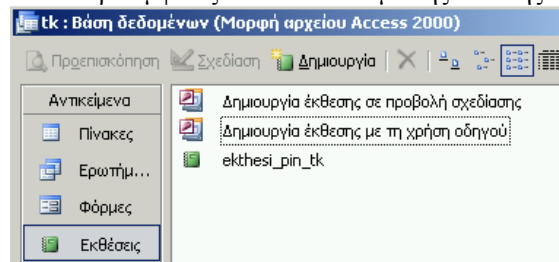 tk : Βάση δεδομένων (Μορφή αρχείου Access 2000)
Προεπισκόπηση Σχεδίαση Δημιουργία
Αντικείμενα
Πίνακες
Ερωτήμ...
Φόρμες
Εκθέσεις
Δημιουργία έκθεσης σε προβολή σχεδίασης
Δημιουργία έκθεσης με τη χρήση οδηγού
ekthesi_pin_tk